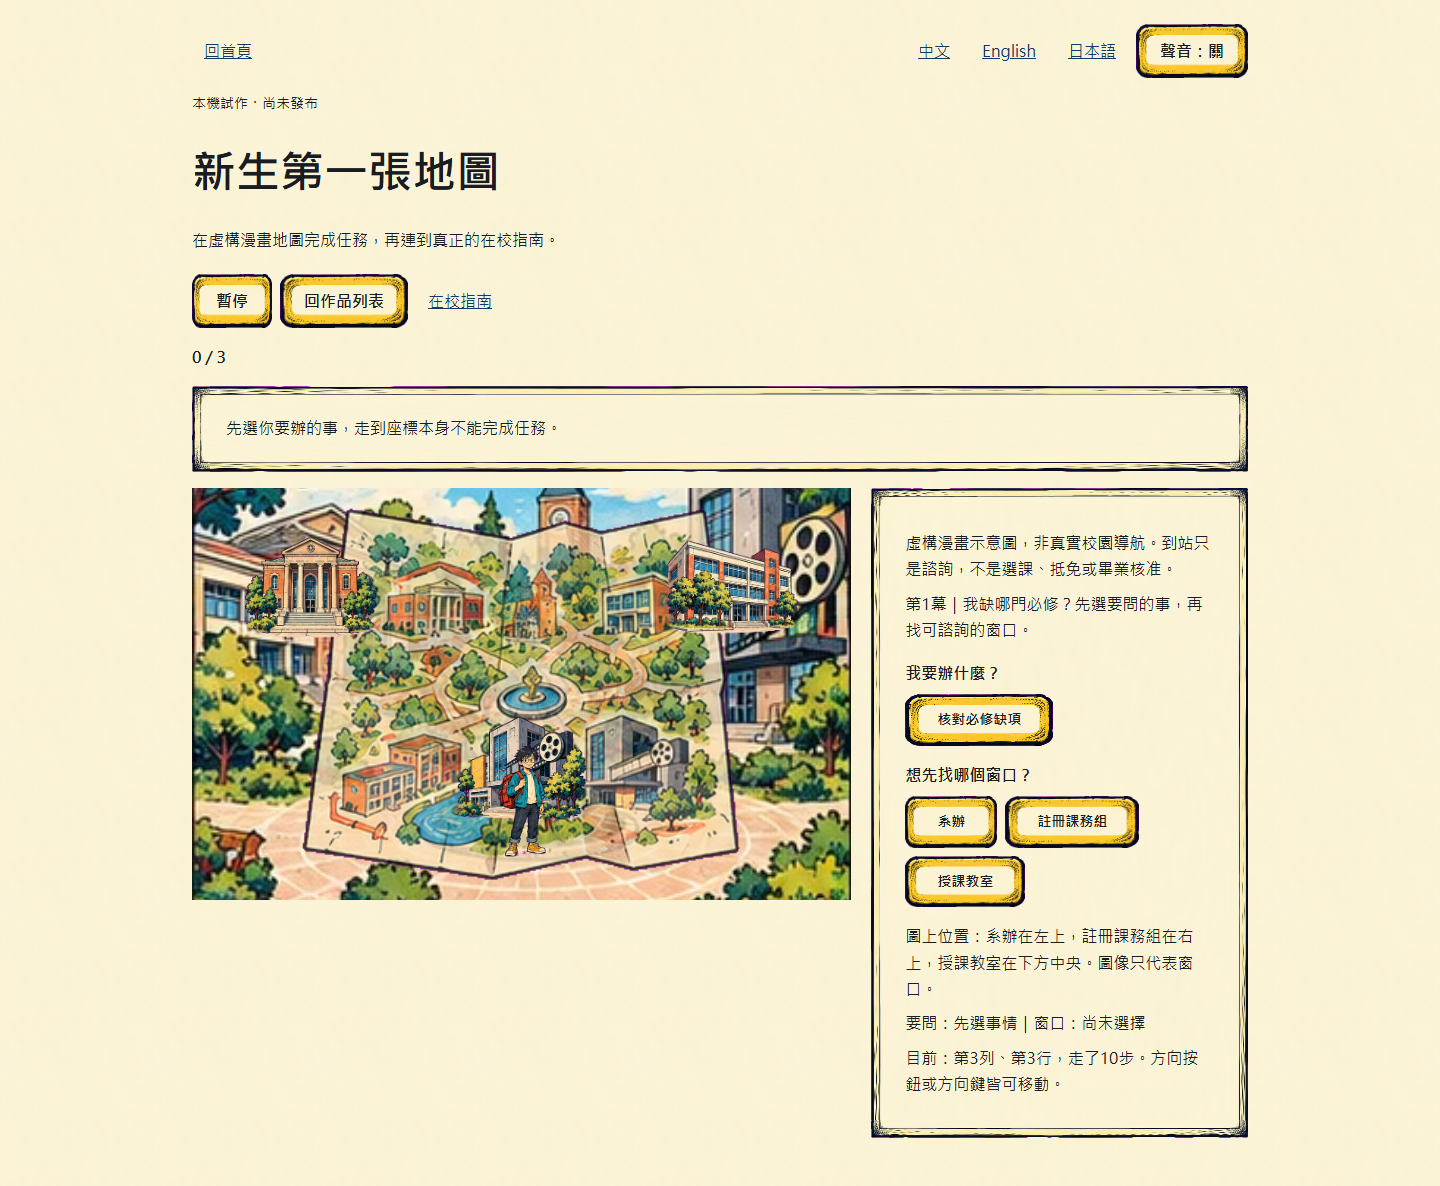 回首頁
中文 English 日本語 聲音：關
本機試作・尚未發布
新生第一張地圖
在虛構漫畫地圖完成任務，再連到真正的在校指南。
暫停 回作品列表 在校指南
0 / 3
先選你要辦的事，走到座標本身不能完成任務。
虛構漫畫示意圖，非真實校園導航。到站只
是諮詢，不是選課、抵免或畢業核准。
第1幕｜我缺哪門必修？先選要問的事，再
找可諮詢的窗口。
我要辦什麼？
核對必修缺項
想先找哪個窗口？
系辦 註冊課務組
授課教室
圖上位置：系辦在左上，註冊課務組在右
上，授課教室在下方中央。圖像只代表窗
口。
要問：先選事情｜窗口：尚未選擇
目前：第3列、第3行，走了10步。方向按
鈕或方向鍵皆可移動。